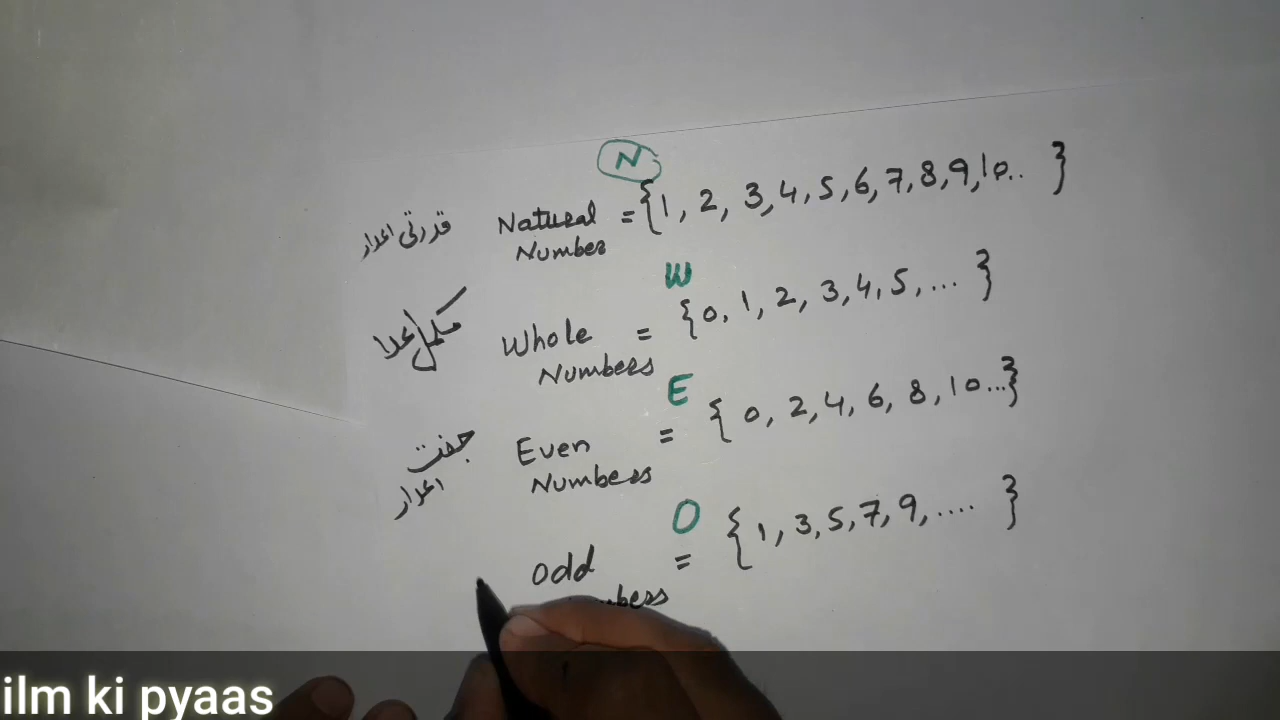 N
قدرتی اعداد Natural = {1, 2, 3, 4, 5, 6, 7, 8, 9, 10.. }
Number
W
مکمل اعداد Whole = {0, 1, 2, 3, 4, 5, ... }
Numbers
E
جفت Even = { 0, 2, 4, 6, 8, 10...}
اعداد Numbers
O
Odd = {1, 3, 5, 7, 9, .... }
ilm ki pyaas